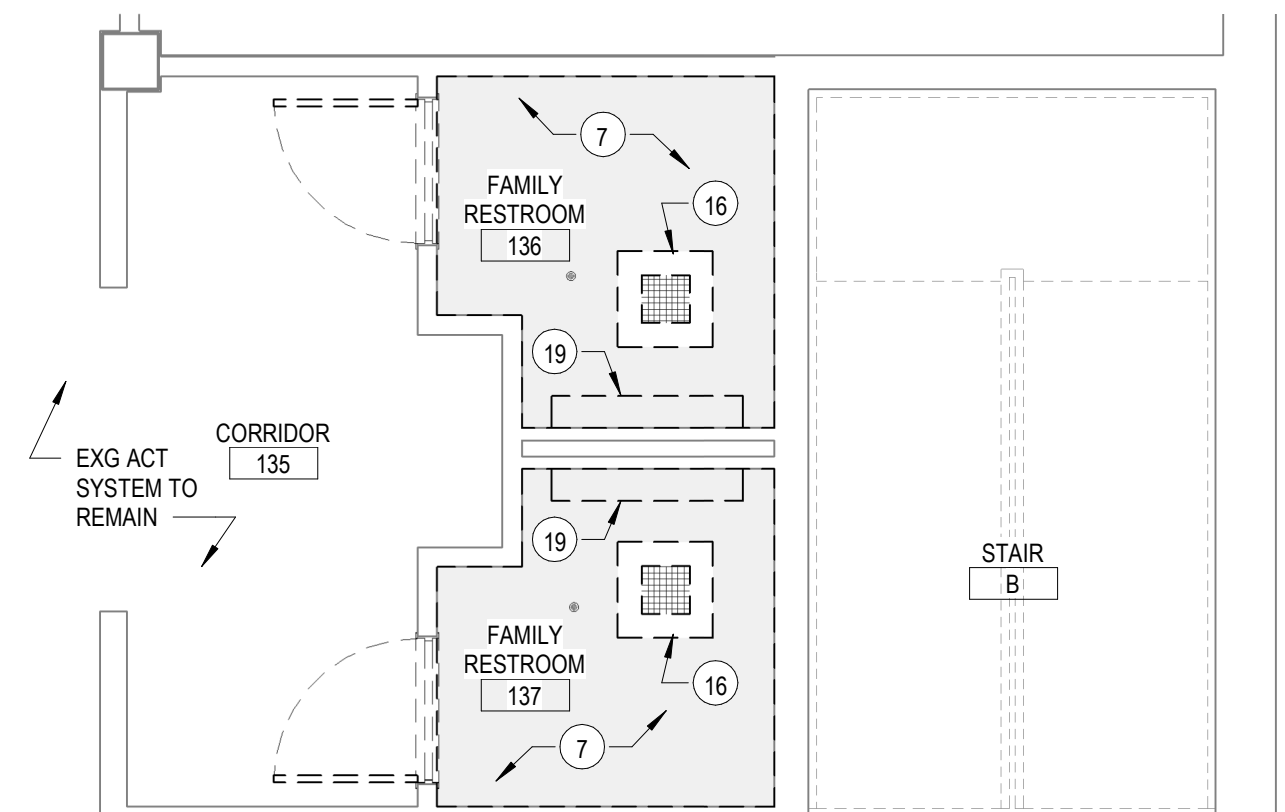 7
FAMILY
RESTROOM
136
16
19
CORRIDOR
135
EXG ACT
SYSTEM TO
REMAIN
19
STAIR
B
FAMILY
RESTROOM
137
16
7